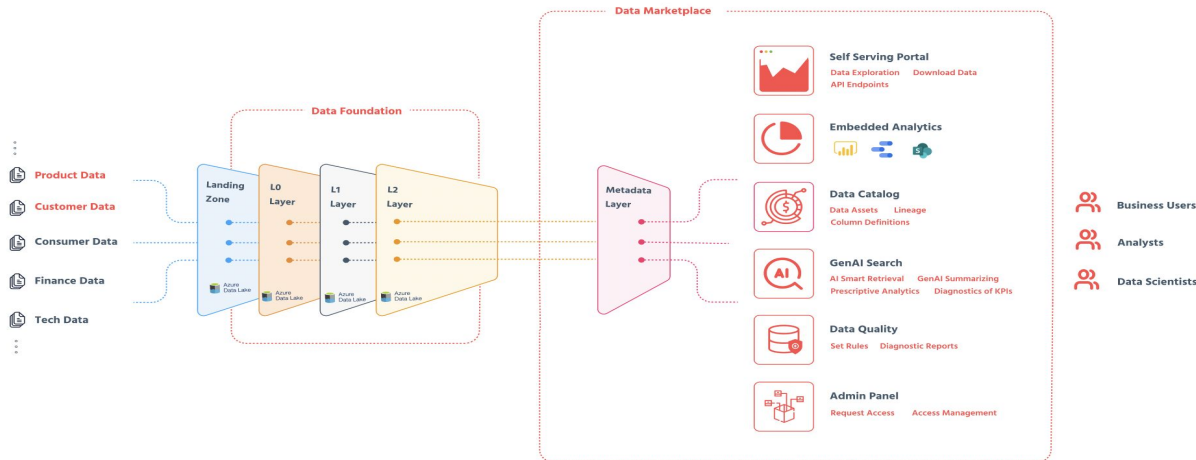 Data Marketplace
Data Foundation
Product Data
Customer Data
Consumer Data
Finance Data
Tech Data
Landing
Zone
Azure
Data Lake
L0
Layer
Azure
Data Lake
L1
Layer
Azure
Data Lake
L2
Layer
Azure
Data Lake
Metadata
Layer
Self Serving Portal
Data Exploration Download Data
API Endpoints
Embedded Analytics
S
Data Catalog
Data Assets Lineage
Column Definitions
$
GenAI Search
AI Smart Retrieval GenAI Summarizing
Prescriptive Analytics Diagnostics of KPIs
AI
Data Quality
Set Rules Diagnostic Reports
Admin Panel
Request Access Access Management
Business Users
Analysts
Data Scientists